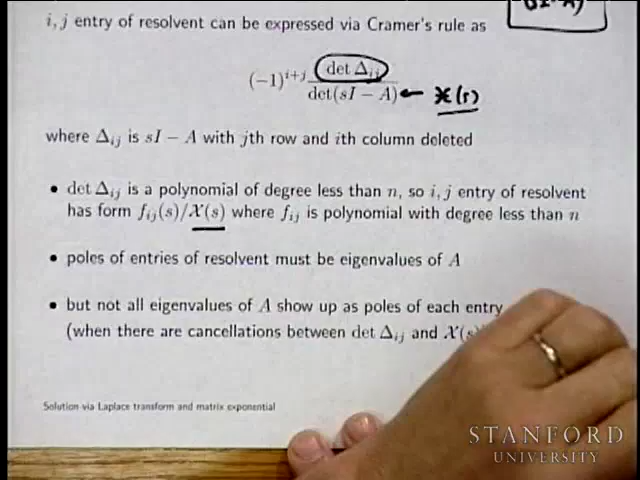 (sI-A)
i, j entry of resolvent can be expressed via Cramer's rule as
(−1)^{i+j} det Δ_{ij} / det(sI − A) ← X(s)
where Δ_{ij} is sI − A with jth row and ith column deleted
• det Δ_{ij} is a polynomial of degree less than n, so i, j entry of resolvent
has form f_{ij}(s)/X(s) where f_{ij} is polynomial with degree less than n
• poles of entries of resolvent must be eigenvalues of A
• but not all eigenvalues of A show up as poles of each entry
(when there are cancellations between det Δ_{ij} and X(s)
Solution via Laplace transform and matrix exponential
STANFORD
UNIVERSITY